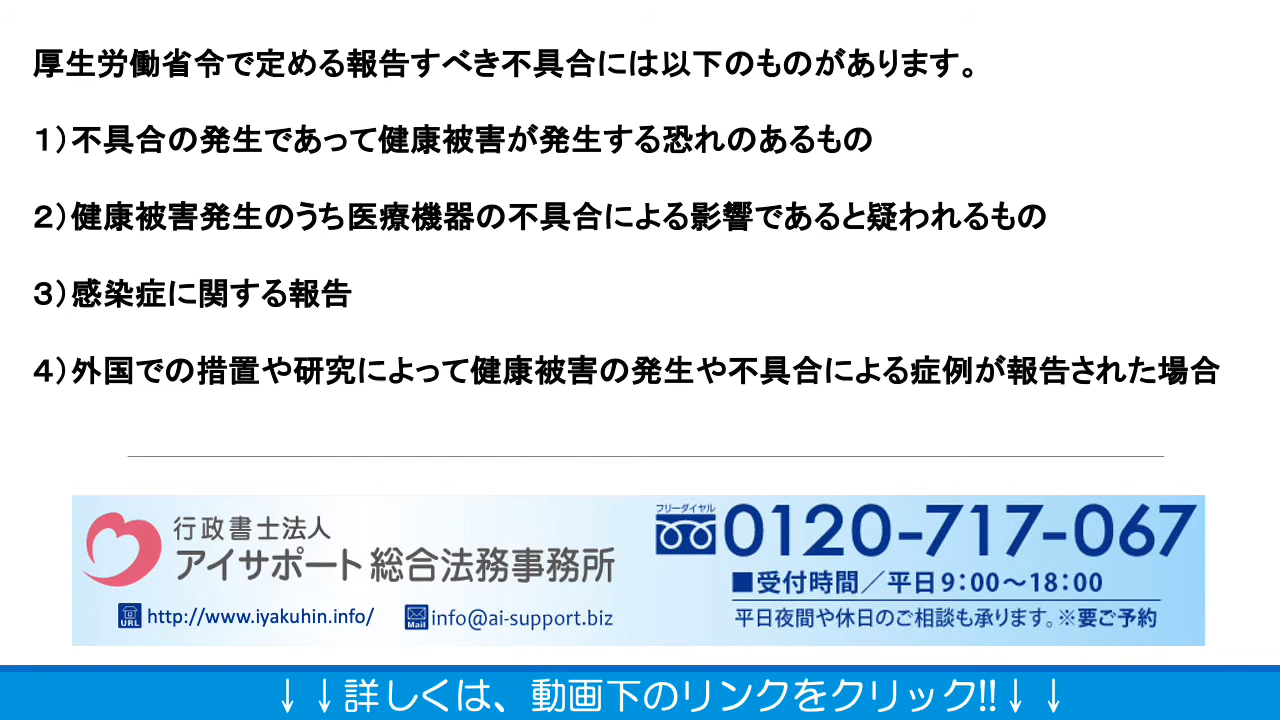 厚生労働省令で定める報告すべき不具合には以下のものがあります。
１）不具合の発生であって健康被害が発生する恐れのあるもの
２）健康被害発生のうち医療機器の不具合による影響であると疑われるもの
３）感染症に関する報告
４）外国での措置や研究によって健康被害の発生や不具合による症例が報告された場合
行政書士法人
アイサポート総合法務事務所
URL http://www.iyakuhin.info/
Mail info@ai-support.biz
フリーダイヤル
0120-717-067
■受付時間／平日9：00～18：00
平日夜間や休日のご相談も承ります。※要ご予約
↓↓詳しくは、動画下のリンクをクリック!!↓↓